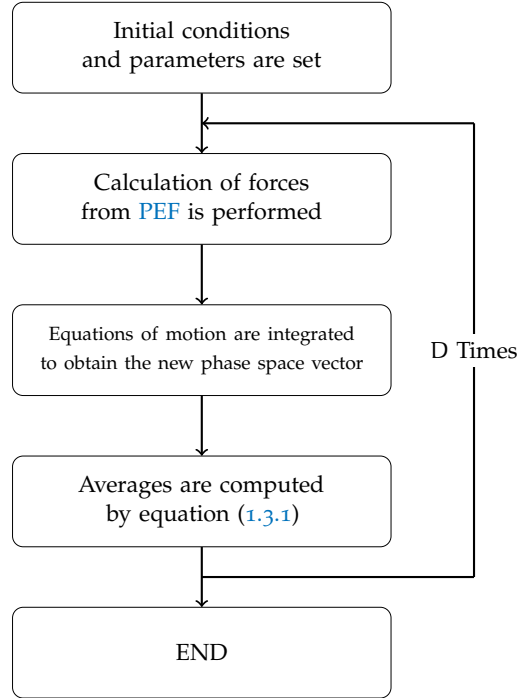 Initial conditions
and parameters are set
Calculation of forces
from PEF is performed
Equations of motion are integrated
to obtain the new phase space vector
D Times
Averages are computed
by equation (1.3.1)
END